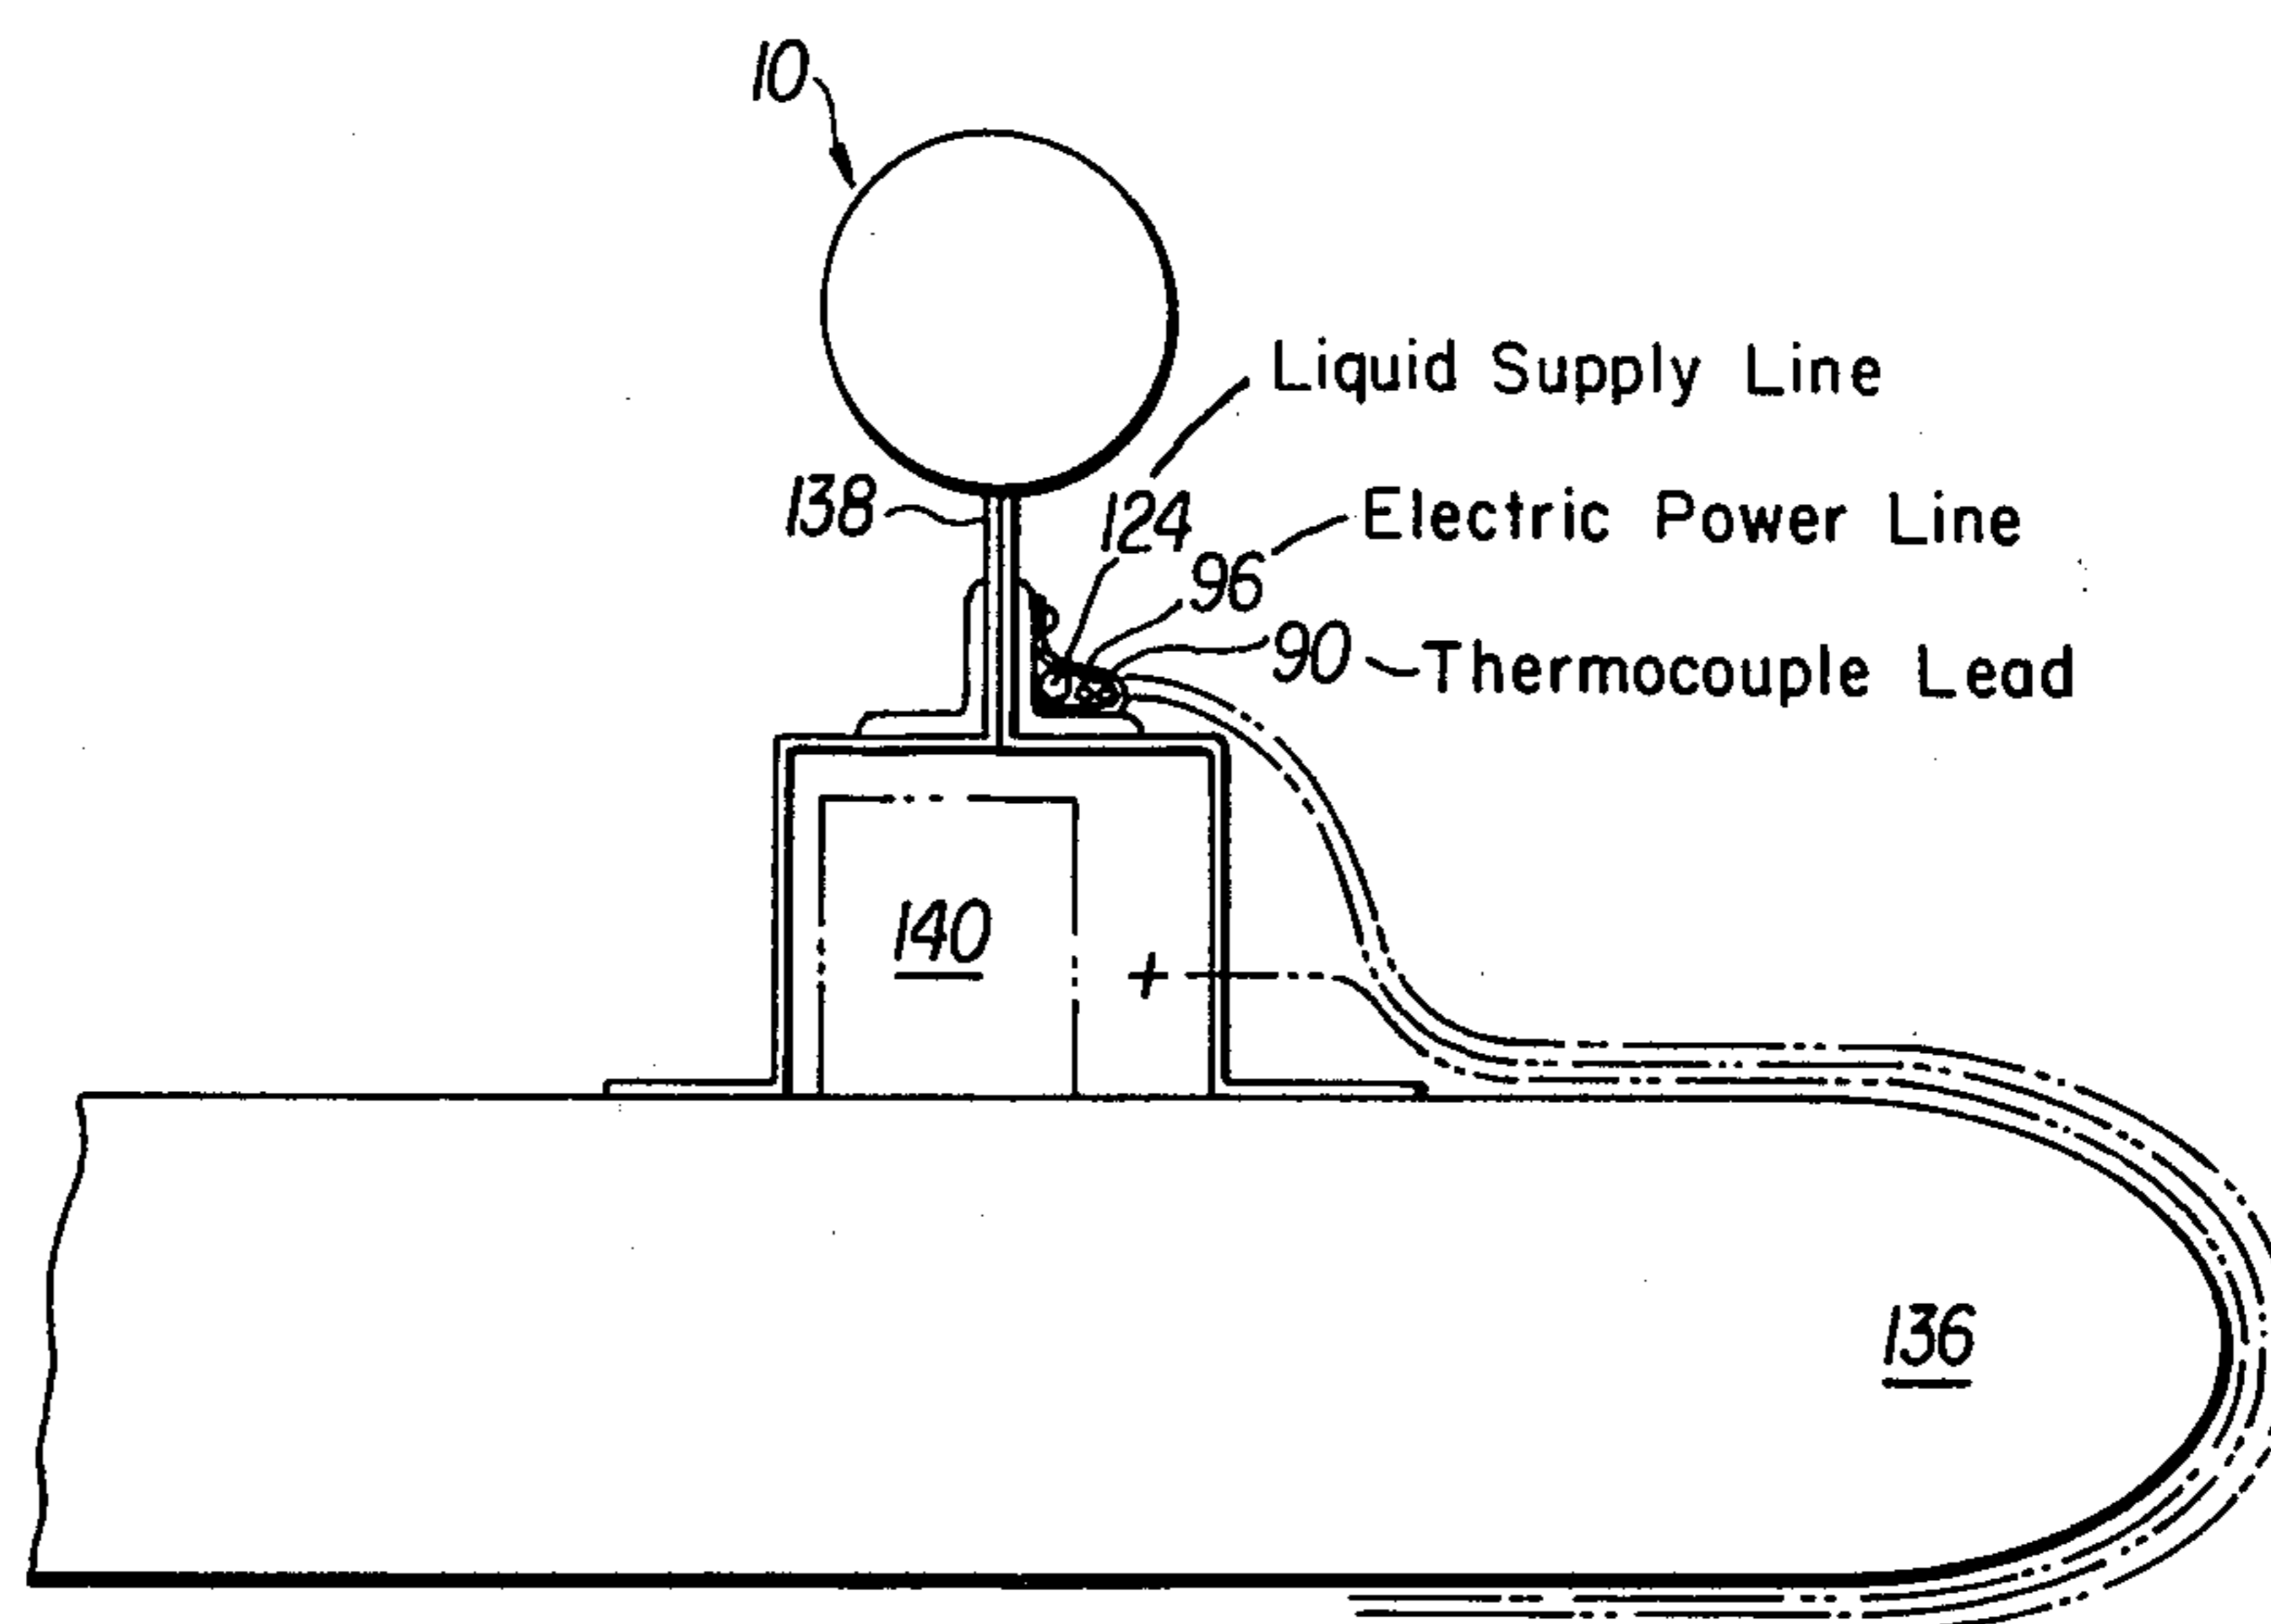 10
Liquid Supply Line
138
124
Electric Power Line
96
90
Thermocouple Lead
140
136